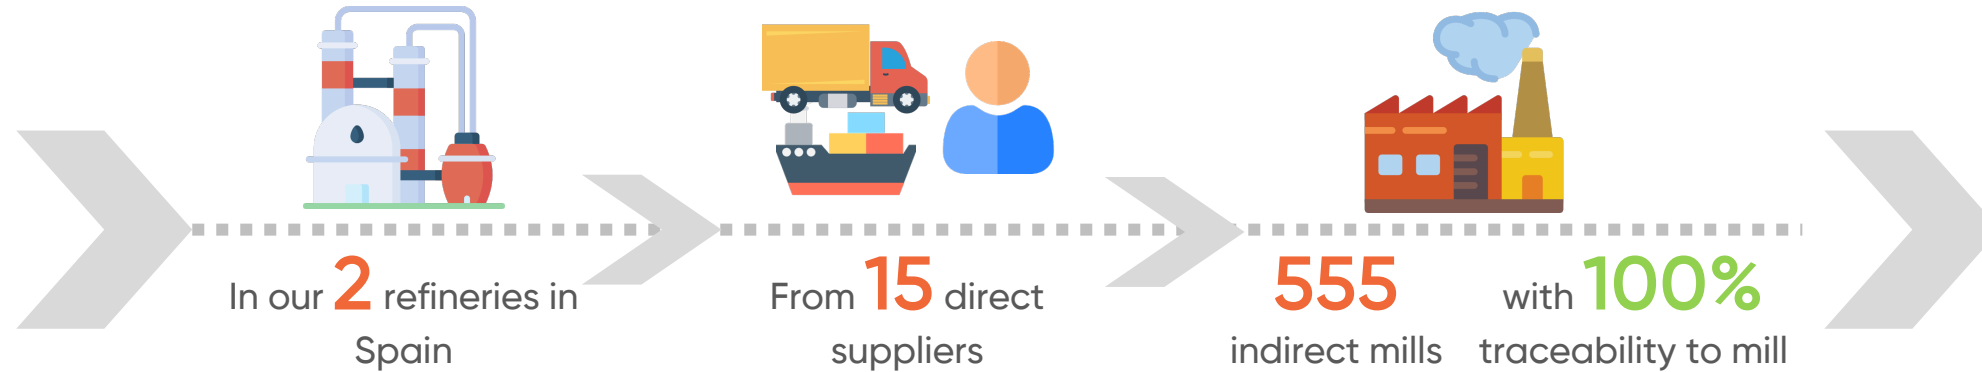 In our 2 refineries in
Spain
From 15 direct
suppliers
555
indirect mills
with 100%
traceability to mill